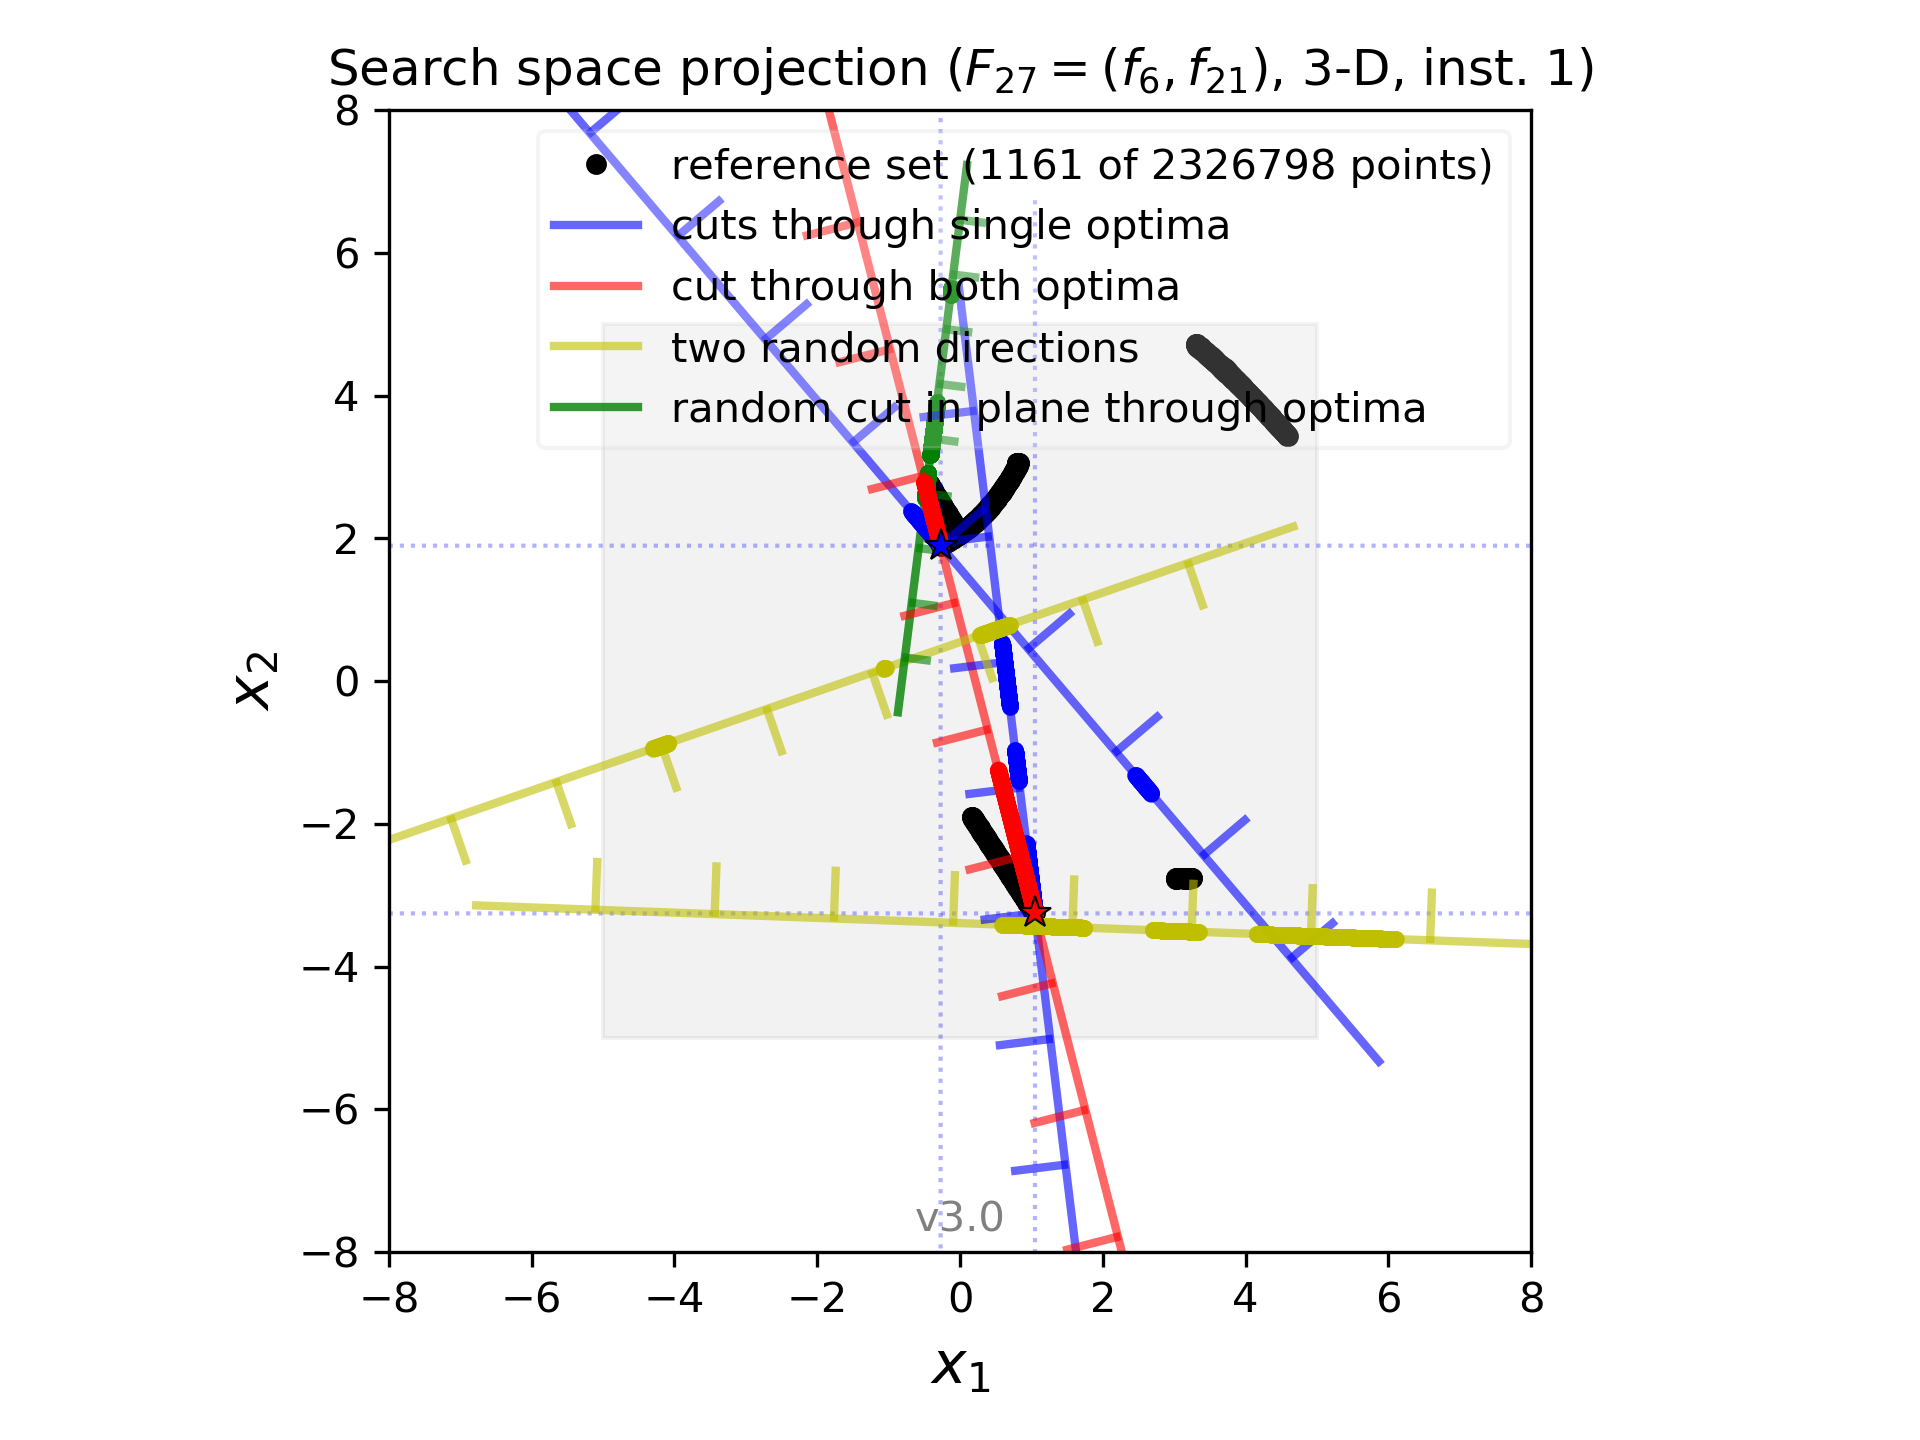 Search space projection (F₂₇ = (f₆, f₂₁), 3-D, inst. 1)
reference set (1161 of 2326798 points)
cuts through single optima
cut through both optima
two random directions
random cut in plane through optima
8
6
4
2
0
−2
−4
−6
−8
x₂
v3.0
−8 −6 −4 −2 0 2 4 6 8
x₁